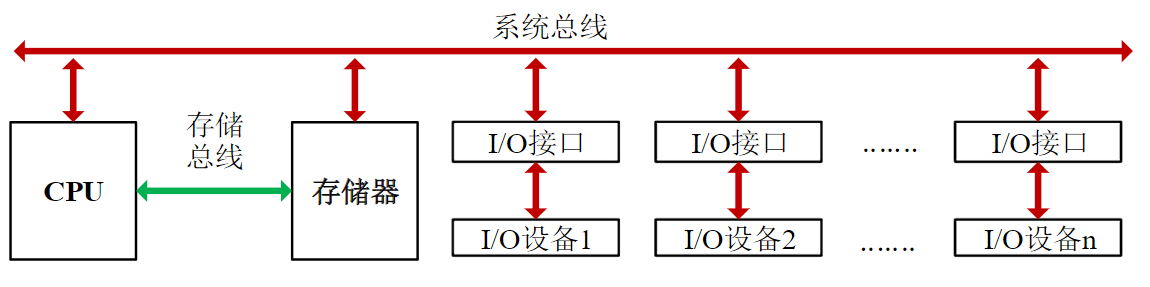 系统总线
存储
总线
CPU
存储器
I/O接口
I/O接口
.......
I/O接口
I/O设备1
I/O设备2
.......
I/O设备n